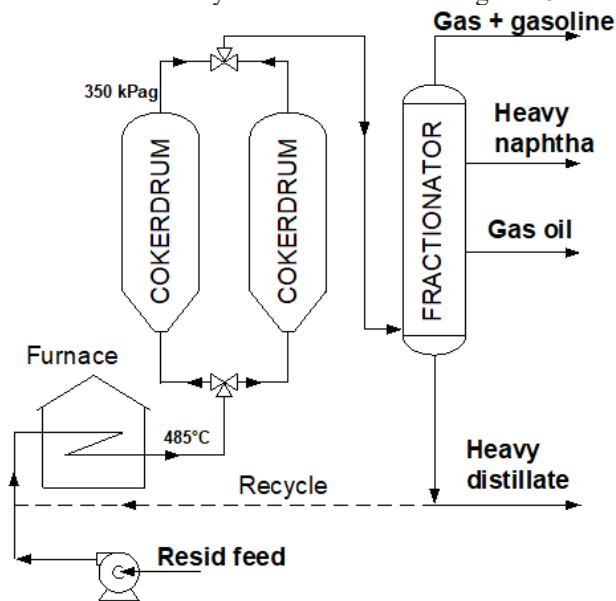 Gas + gasoline
350 kPag
Heavy
naphtha
COKERDRUM
COKERDRUM
FRACTIONATOR
Gas oil
Furnace
485°C
Heavy
distillate
Recycle
Resid feed